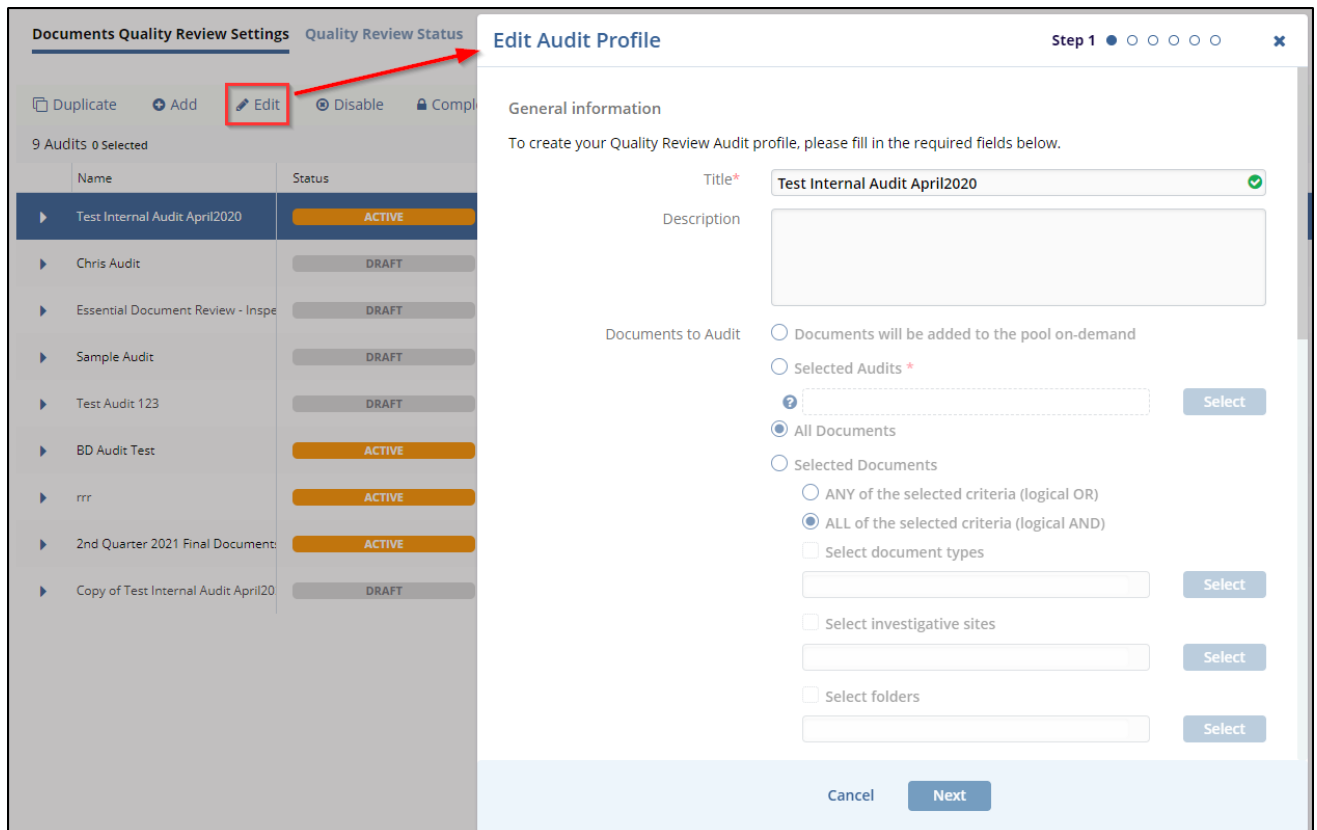 Documents Quality Review Settings Quality Review Status
Duplicate Add Edit Disable Compl
9 Audits 0 Selected
Name Status
Test Internal Audit April2020 ACTIVE
Chris Audit DRAFT
Essential Document Review - Inspe DRAFT
Sample Audit DRAFT
Test Audit 123 DRAFT
BD Audit Test ACTIVE
rrr ACTIVE
2nd Quarter 2021 Final Document: ACTIVE
Copy of Test Internal Audit April20 DRAFT
Edit Audit Profile Step 1
General information
To create your Quality Review Audit profile, please fill in the required fields below.
Title* Test Internal Audit April2020
Description
Documents to Audit Documents will be added to the pool on-demand
Selected Audits *
? Select
All Documents
Selected Documents
ANY of the selected criteria (logical OR)
ALL of the selected criteria (logical AND)
Select document types
Select
Select investigative sites
Select
Select folders
Select
Cancel Next